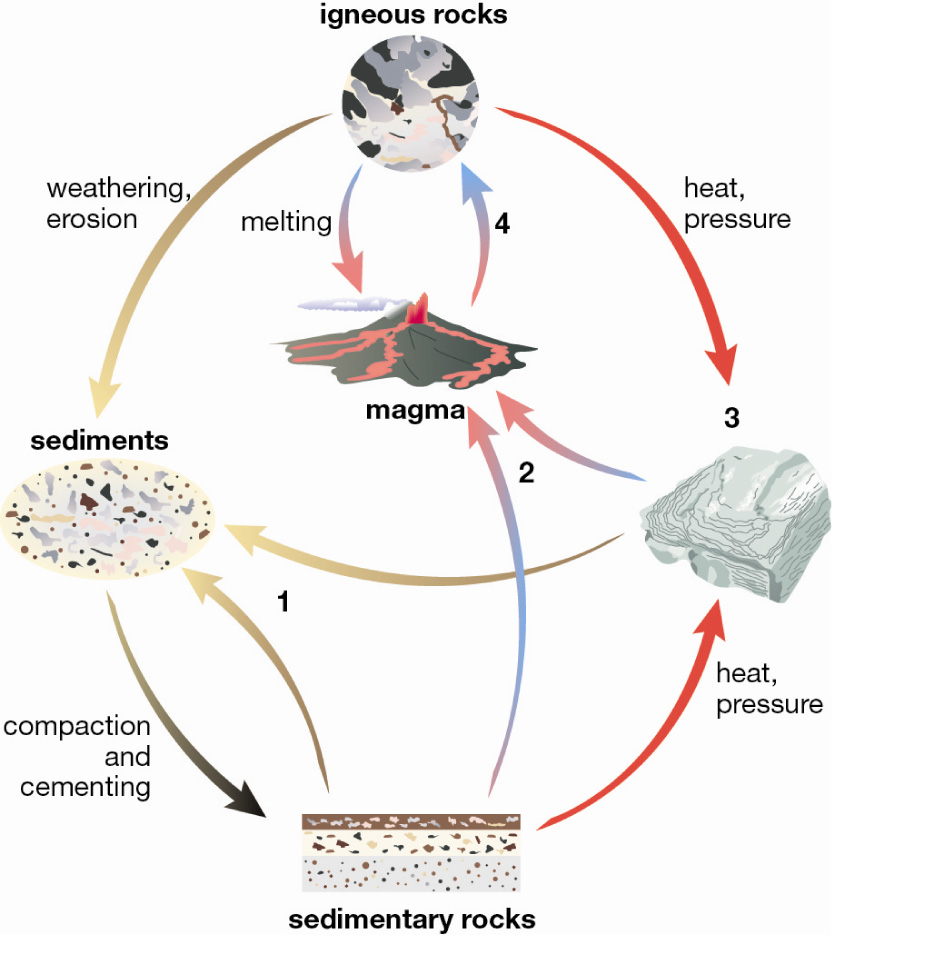 igneous rocks
weathering,
erosion
melting
4
heat,
pressure
magma
3
sediments
2
1
heat,
pressure
compaction
and
cementing
sedimentary rocks